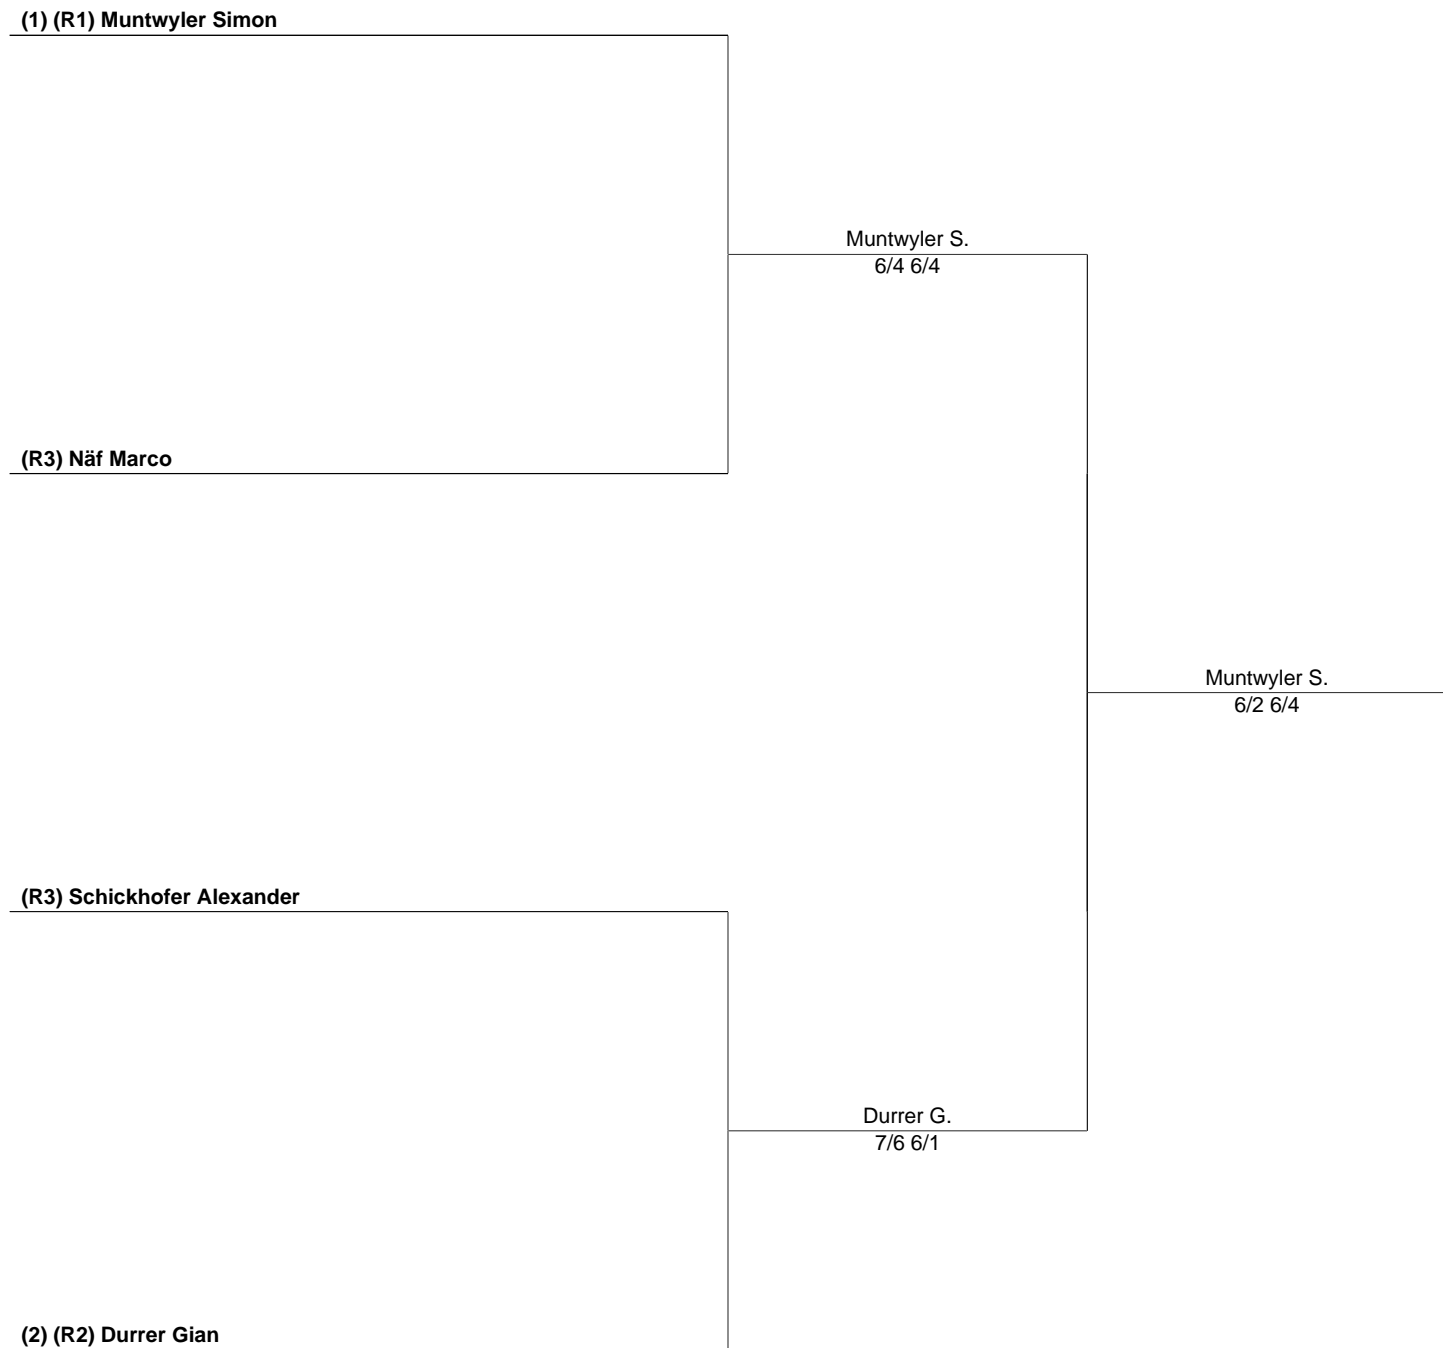 (1) (R1) Muntwyler Simon
Muntwyler S.
6/4 6/4
(R3) Näf Marco
Muntwyler S.
6/2 6/4
(R3) Schickhofer Alexander
Durrer G.
7/6 6/1
(2) (R2) Durrer Gian